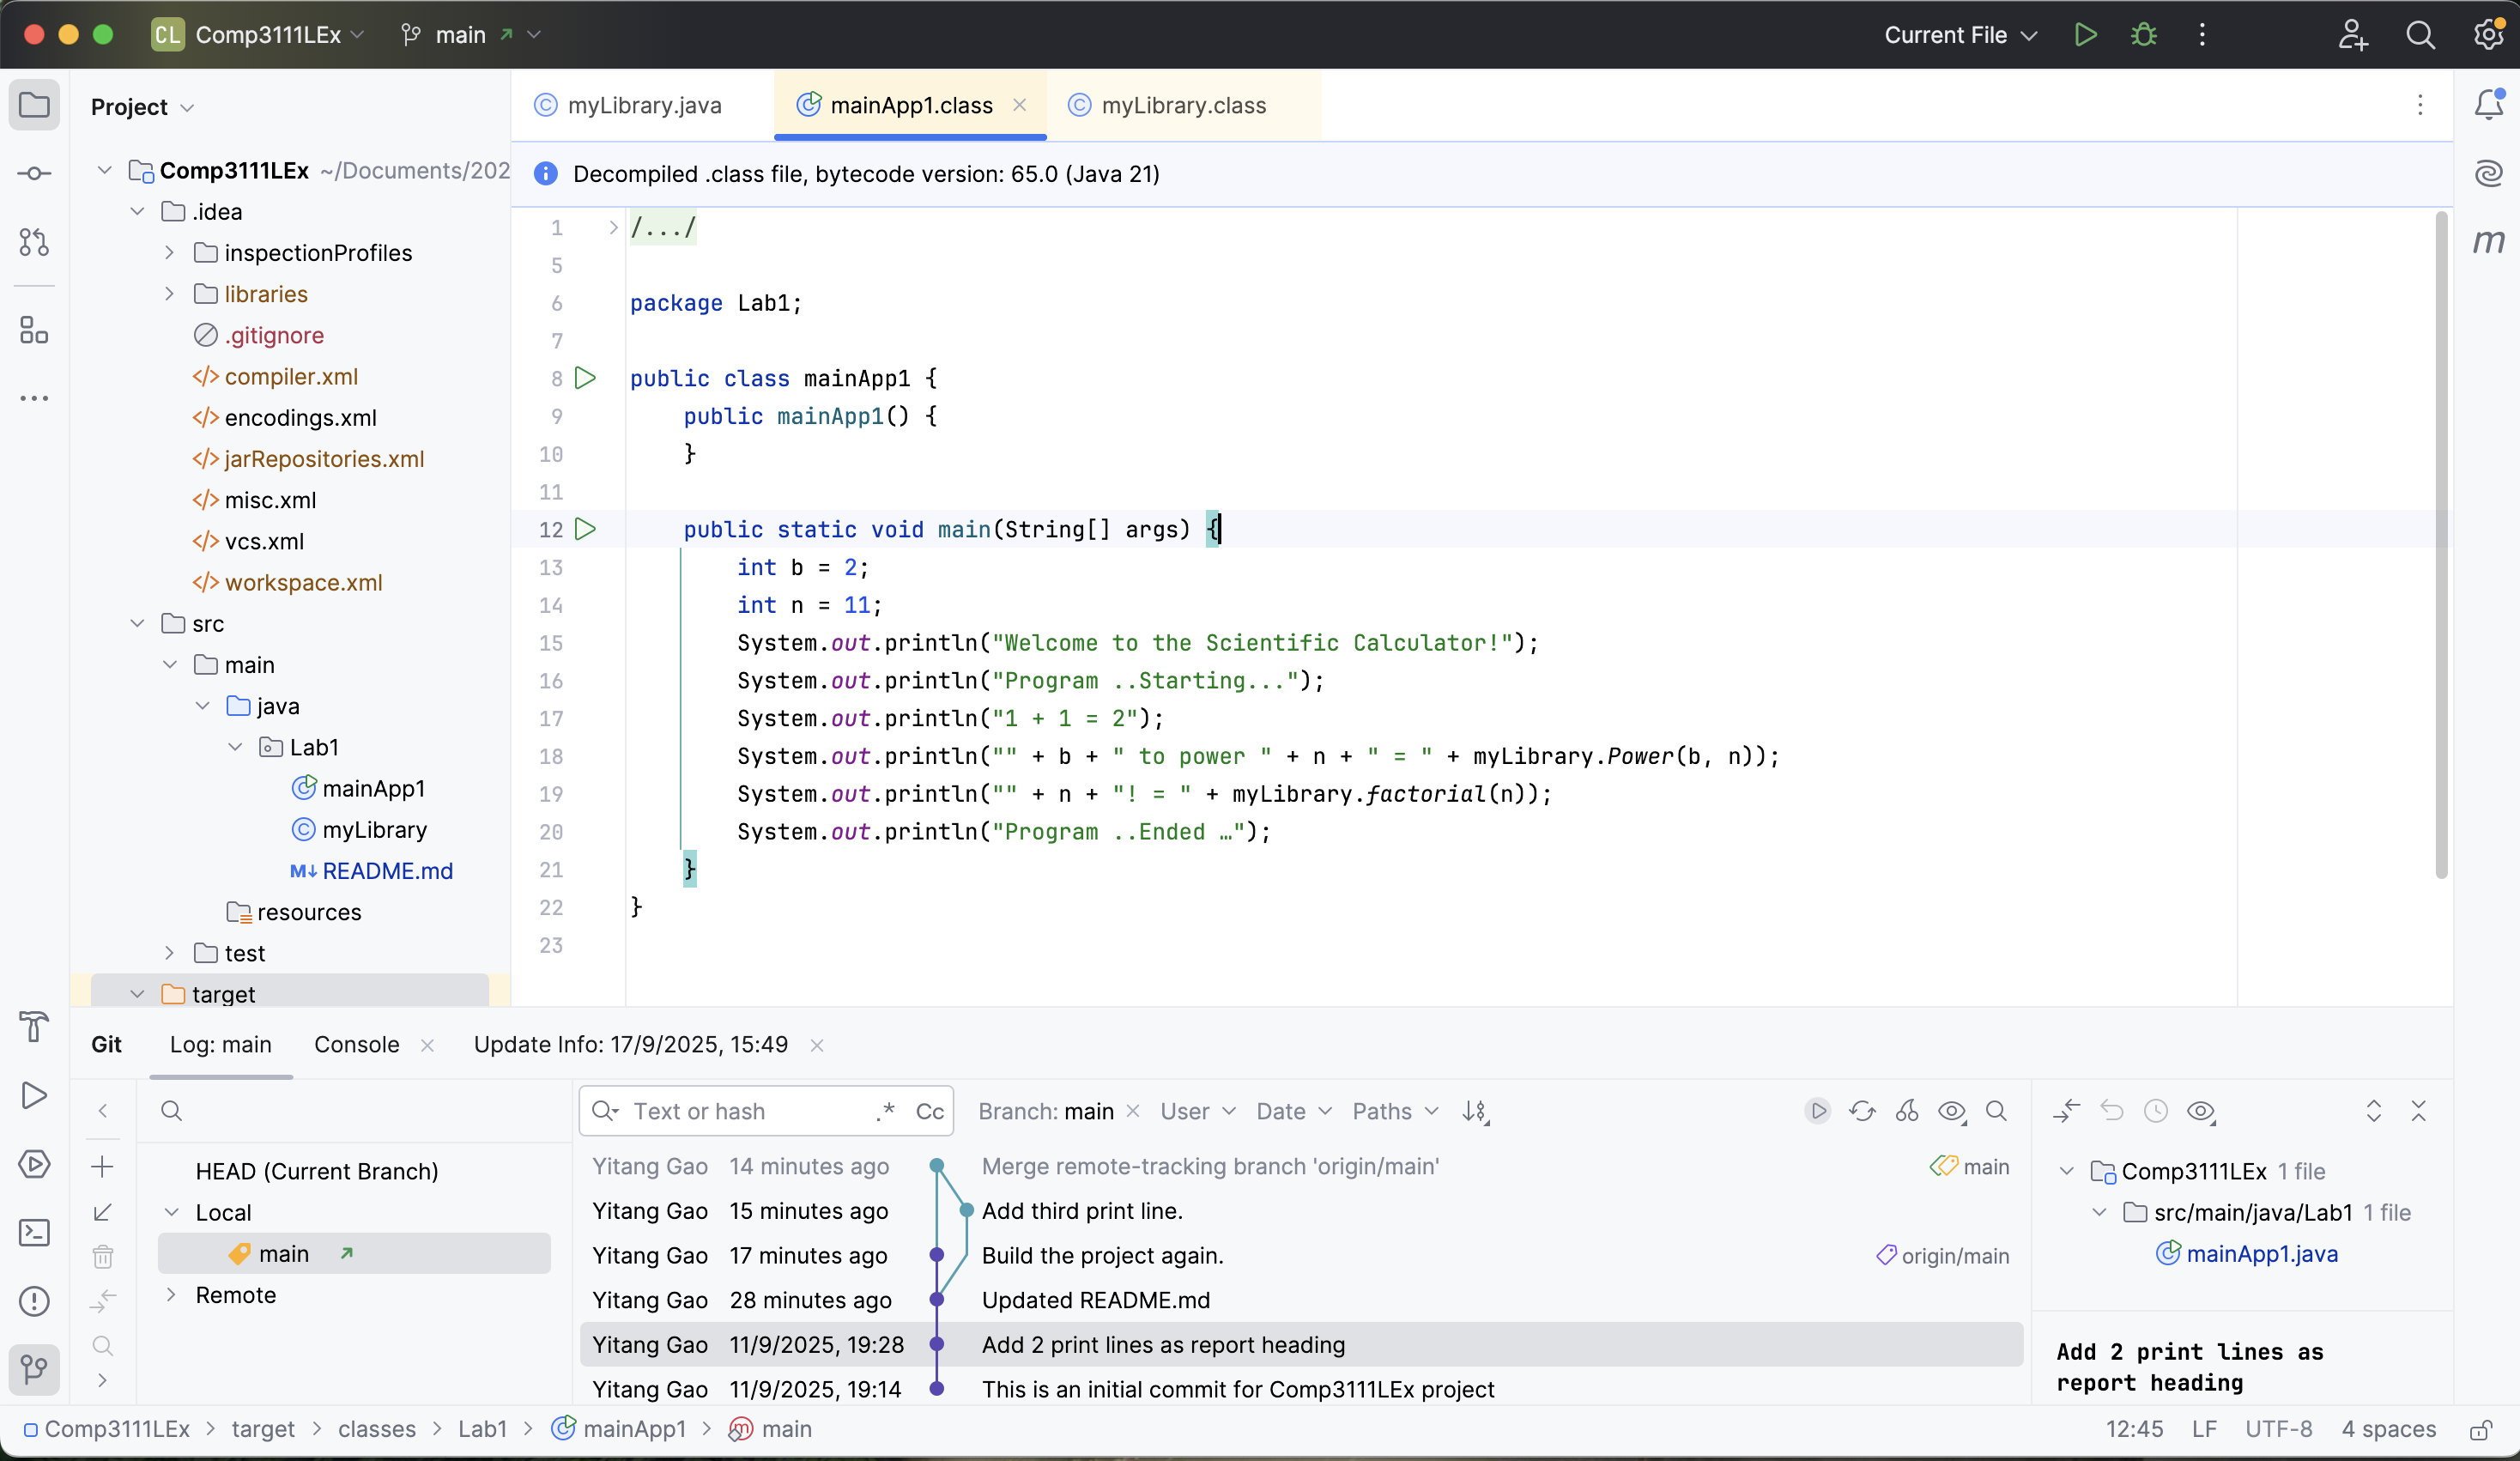 CL Comp3111LEx main Current File
Project
Comp3111LEx ~/Documents/202
.idea
inspectionProfiles
libraries
.gitignore
compiler.xml
encodings.xml
jarRepositories.xml
misc.xml
vcs.xml
workspace.xml
src
main
java
Lab1
mainApp1
myLibrary
M↓ README.md
resources
test
target
myLibrary.java mainApp1.class myLibrary.class
Decompiled .class file, bytecode version: 65.0 (Java 21)
1 /.../
5
6 package Lab1;
7
8 public class mainApp1 {
9 public mainApp1() {
10 }
11
12 public static void main(String[] args) {
13 int b = 2;
14 int n = 11;
15 System.out.println("Welcome to the Scientific Calculator!");
16 System.out.println("Program ..Starting...");
17 System.out.println("1 + 1 = 2");
18 System.out.println("" + b + " to power " + n + " = " + myLibrary.Power(b, n));
19 System.out.println("" + n + "! = " + myLibrary.factorial(n));
20 System.out.println("Program ..Ended …");
21 }
22 }
23
m
Git Log: main Console Update Info: 17/9/2025, 15:49
HEAD (Current Branch)
Local
main
Remote
Text or hash .* Cc Branch: main User Date Paths
Yitang Gao 14 minutes ago Merge remote-tracking branch 'origin/main' main
Yitang Gao 15 minutes ago Add third print line.
Yitang Gao 17 minutes ago Build the project again. origin/main
Yitang Gao 28 minutes ago Updated README.md
Yitang Gao 11/9/2025, 19:28 Add 2 print lines as report heading
Yitang Gao 11/9/2025, 19:14 This is an initial commit for Comp3111LEx project
Comp3111LEx 1 file
src/main/java/Lab1 1 file
mainApp1.java
Add 2 print lines as
report heading
Comp3111LEx > target > classes > Lab1 > mainApp1 > main
12:45 LF UTF-8 4 spaces